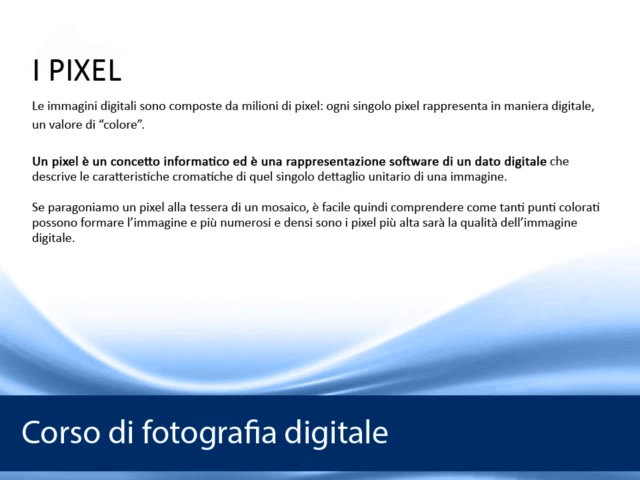 I PIXEL
Le immagini digitali sono composte da milioni di pixel: ogni singolo pixel rappresenta in maniera digitale,
un valore di “colore”.
Un pixel è un concetto informatico ed è una rappresentazione software di un dato digitale che
descrive le caratteristiche cromatiche di quel singolo dettaglio unitario di una immagine.
Se paragoniamo un pixel alla tessera di un mosaico, è facile quindi comprendere come tanti punti colorati
possono formare l’immagine e più numerosi e densi sono i pixel più alta sarà la qualità dell’immagine
digitale.
Corso di fotografia digitale